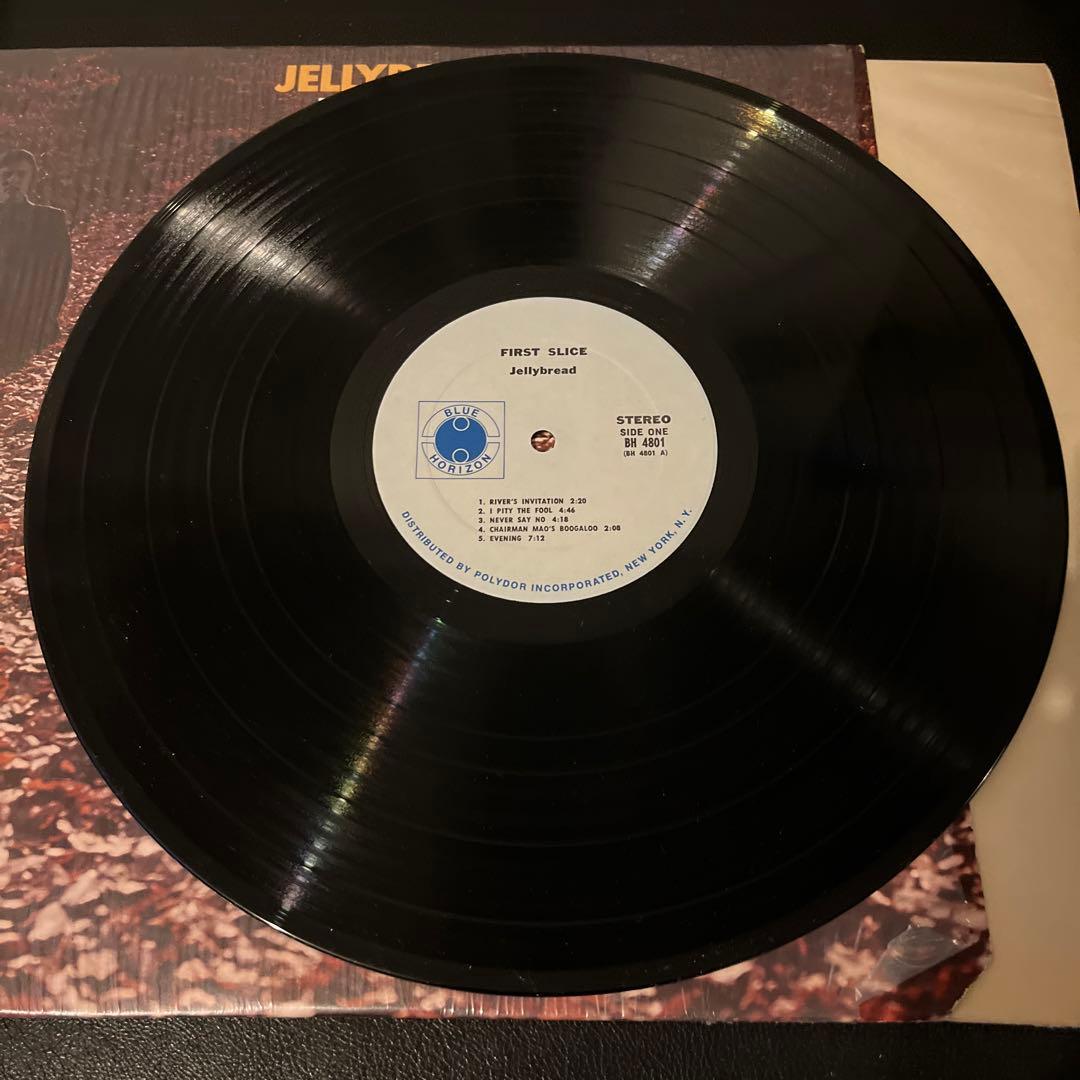 JELLYB
FIRST SLICE
Jellybread
BLUE
HORIZON
STEREO
SIDE ONE
BH 4801
(BH 4801 A)
1. RIVER'S INVITATION 2:20
2. I PITY THE FOOL 4:46
3. NEVER SAY NO 4:18
4. CHAIRMAN MAO'S BOOGALOO 2:08
5. EVENING 7:12
DISTRIBUTED BY POLYDOR INCORPORATED, NEW YORK, N.Y.